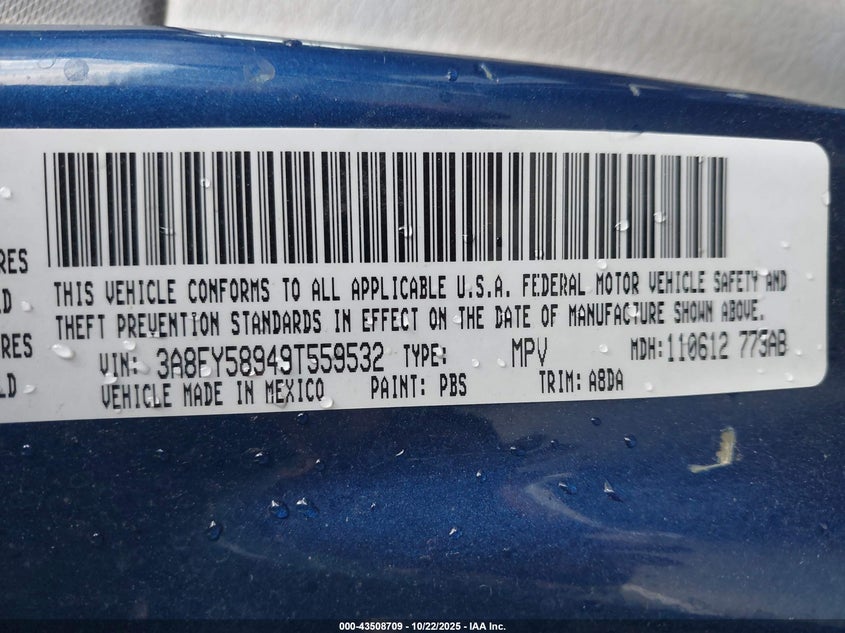 RES
LD
RES
LD
THIS VEHICLE CONFORMS TO ALL APPLICABLE U.S.A. FEDERAL MOTOR VEHICLE SAFETY AND
THEFT PREVENTION STANDARDS IN EFFECT ON THE DATE OF MANUFACTURE SHOWN ABOVE.
VIN: 3A8FY58949T559532 TYPE: MPV MDH: 110612 773AB
VEHICLE MADE IN MEXICO PAINT: PBS TRIM: A8DA
000-43508709 - 10/22/2025 - IAA Inc.